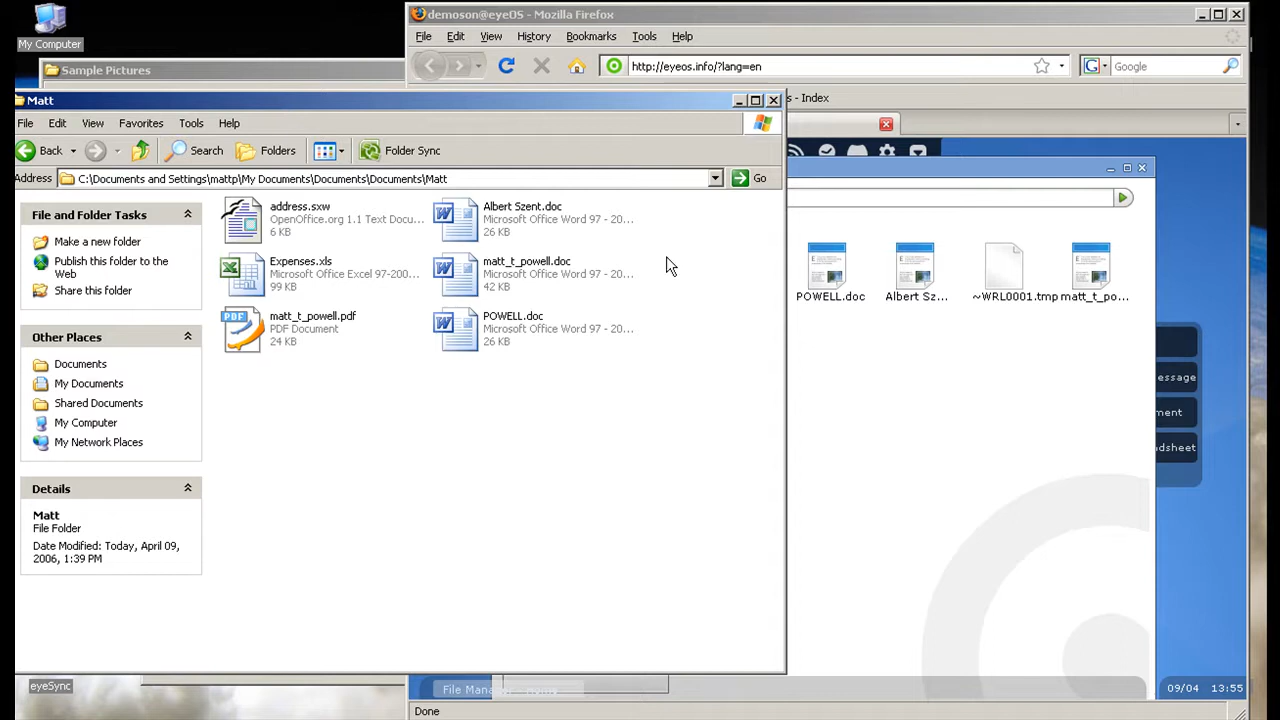 My Computer
Sample Pictures
demoson@eyeOS - Mozilla Firefox
File Edit View History Bookmarks Tools Help
http://eyeos.info/?lang=en
Google
s - Index
Matt
File Edit View Favorites Tools Help
Back Search Folders Folder Sync
Address C:\Documents and Settings\mattp\My Documents\Documents\Documents\Matt Go
File and Folder Tasks
Make a new folder
Publish this folder to the
Web
Share this folder
Other Places
Documents
My Documents
Shared Documents
My Computer
My Network Places
Details
Matt
File Folder
Date Modified: Today, April 09,
2006, 1:39 PM
address.sxw
OpenOffice.org 1.1 Text Docu...
6 KB
Albert Szent.doc
Microsoft Office Word 97 - 20...
26 KB
Expenses.xls
Microsoft Office Excel 97-200...
99 KB
matt_t_powell.doc
Microsoft Office Word 97 - 20...
42 KB
PDF
matt_t_powell.pdf
PDF Document
24 KB
POWELL.doc
Microsoft Office Word 97 - 20...
26 KB
POWELL.doc Albert Sz... ~WRL0001.tmp matt_t_po...
essage
ment
dsheet
eyeSync
File Mana
09/04 13:55
Done